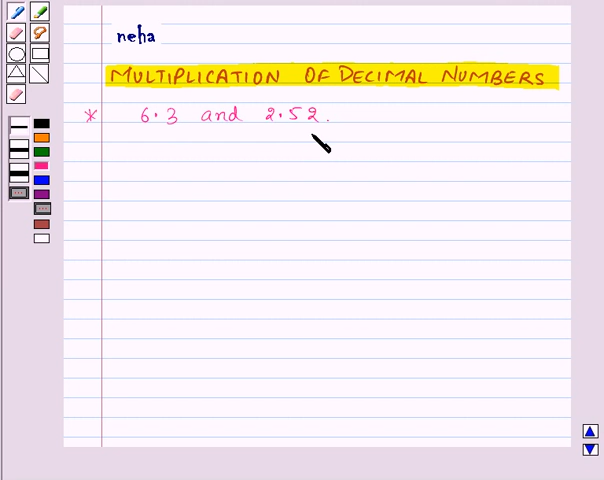 neha
MULTIPLICATION OF DECIMAL NUMBERS
* 6.3 and 2.52.